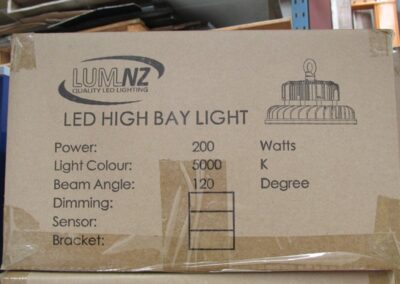 LUM.NZ
QUALITY LED LIGHTING
LED HIGH BAY LIGHT
Power: 200 Watts
Light Colour: 5000 K
Beam Angle: 120 Degree
Dimming:
Sensor:
Bracket: